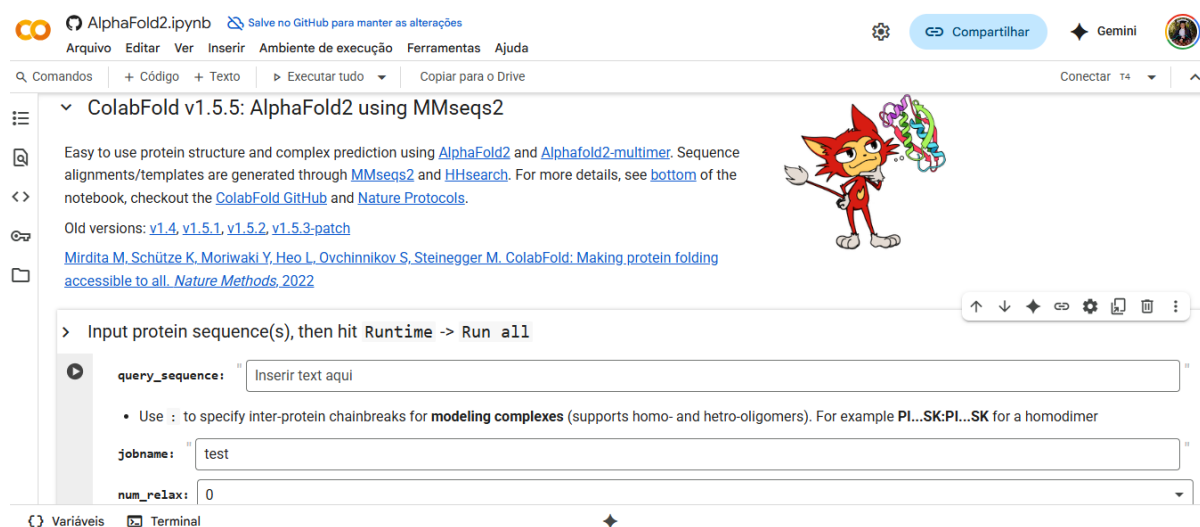 AlphaFold2.ipynb Salve no GitHub para manter as alterações
Arquivo Editar Ver Inserir Ambiente de execução Ferramentas Ajuda
Compartilhar
Gemini
Comandos + Código + Texto Executar tudo Copiar para o Drive
Conectar T4
ColabFold v1.5.5: AlphaFold2 using MMseqs2
Easy to use protein structure and complex prediction using AlphaFold2 and Alphafold2-multimer. Sequence
alignments/templates are generated through MMseqs2 and HHsearch. For more details, see bottom of the
notebook, checkout the ColabFold GitHub and Nature Protocols.
Old versions: v1.4, v1.5.1, v1.5.2, v1.5.3-patch
Mirdita M, Schütze K, Moriwaki Y, Heo L, Ovchinnikov S, Steinegger M. ColabFold: Making protein folding
accessible to all. Nature Methods, 2022
Input protein sequence(s), then hit Runtime -> Run all
query_sequence: " Inserir text aqui "
• Use : to specify inter-protein chainbreaks for modeling complexes (supports homo- and hetro-oligomers). For example PI...SK:PI...SK for a homodimer
jobname: " test "
num_relax: 0
Variáveis Terminal